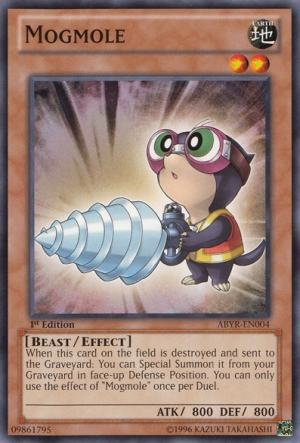 MOGMOLE
EARTH
地
1st Edition
ABYR-EN004
[BEAST / EFFECT]
When this card on the field is destroyed and sent
to the Graveyard: You can Special Summon it from your
Graveyard in face-up Defense Position. You can only
use the effect of "Mogmole" once per Duel.
ATK/ 800 DEF/ 800
09861795
©1996 KAZUKI TAKAHASHI